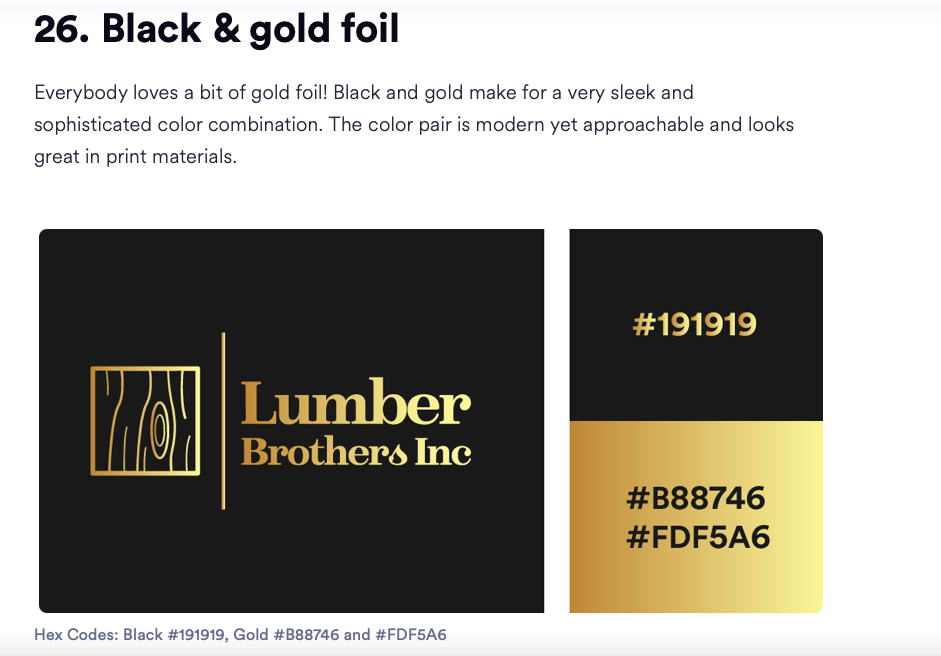 26. Black & gold foil
Everybody loves a bit of gold foil! Black and gold make for a very sleek and
sophisticated color combination. The color pair is modern yet approachable and looks
great in print materials.
Lumber
Brothers Inc
#191919
#B88746
#FDF5A6
Hex Codes: Black #191919, Gold #B88746 and #FDF5A6